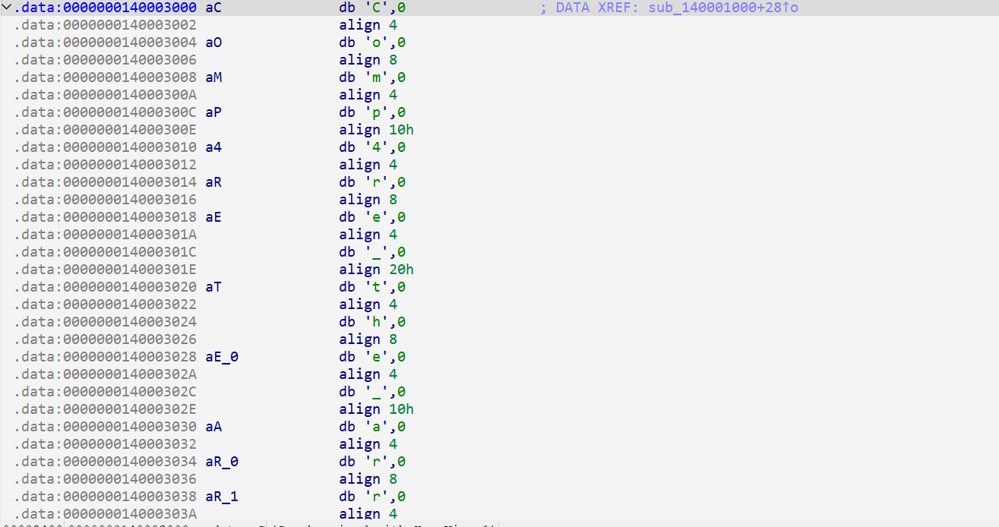 .data:0000000140003000 aC db 'C',0 ; DATA XREF: sub_140001000+28↑o
.data:0000000140003002 align 4
.data:0000000140003004 aO db 'o',0
.data:0000000140003006 align 8
.data:0000000140003008 aM db 'm',0
.data:000000014000300A align 4
.data:000000014000300C aP db 'p',0
.data:000000014000300E align 10h
.data:0000000140003010 a4 db '4',0
.data:0000000140003012 align 4
.data:0000000140003014 aR db 'r',0
.data:0000000140003016 align 8
.data:0000000140003018 aE db 'e',0
.data:000000014000301A align 4
.data:000000014000301C db '_',0
.data:000000014000301E align 20h
.data:0000000140003020 aT db 't',0
.data:0000000140003022 align 4
.data:0000000140003024 db 'h',0
.data:0000000140003026 align 8
.data:0000000140003028 aE_0 db 'e',0
.data:000000014000302A align 4
.data:000000014000302C db '_',0
.data:000000014000302E align 10h
.data:0000000140003030 aA db 'a',0
.data:0000000140003032 align 4
.data:0000000140003034 aR_0 db 'r',0
.data:0000000140003036 align 8
.data:0000000140003038 aR_1 db 'r',0
.data:000000014000303A align 4